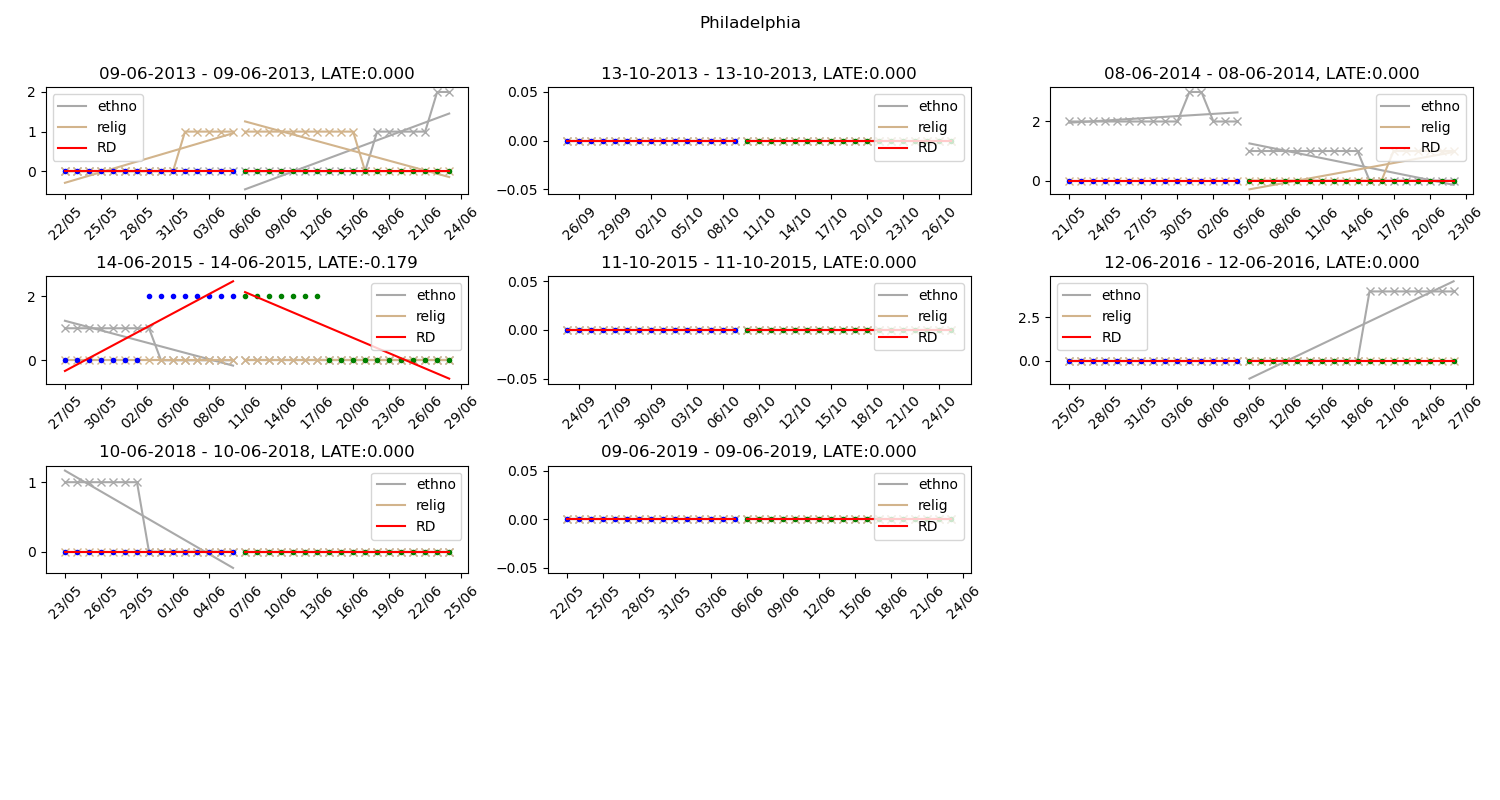 Philadelphia
09-06-2013 - 09-06-2013, LATE:0.000
2
1
0
ethno
relig
RD
22/05 25/05 28/05 31/05 03/06 06/06 09/06 12/06 15/06 18/06 21/06 24/06
13-10-2013 - 13-10-2013, LATE:0.000
0.05
0.00
−0.05
ethno
relig
RD
26/09 29/09 02/10 05/10 08/10 11/10 14/10 17/10 20/10 23/10 26/10
08-06-2014 - 08-06-2014, LATE:0.000
2
0
ethno
relig
RD
21/05 24/05 27/05 30/05 02/06 05/06 08/06 11/06 14/06 17/06 20/06 23/06
14-06-2015 - 14-06-2015, LATE:-0.179
2
0
ethno
relig
RD
27/05 30/05 02/06 05/06 08/06 11/06 14/06 17/06 20/06 23/06 26/06 29/06
11-10-2015 - 11-10-2015, LATE:0.000
0.05
0.00
−0.05
ethno
relig
RD
24/09 27/09 30/09 03/10 06/10 09/10 12/10 15/10 18/10 21/10 24/10
12-06-2016 - 12-06-2016, LATE:0.000
2.5
0.0
ethno
relig
RD
25/05 28/05 31/05 03/06 06/06 09/06 12/06 15/06 18/06 21/06 24/06 27/06
10-06-2018 - 10-06-2018, LATE:0.000
1
0
ethno
relig
RD
23/05 26/05 29/05 01/06 04/06 07/06 10/06 13/06 16/06 19/06 22/06 25/06
09-06-2019 - 09-06-2019, LATE:0.000
0.05
0.00
−0.05
ethno
relig
RD
22/05 25/05 28/05 31/05 03/06 06/06 09/06 12/06 15/06 18/06 21/06 24/06